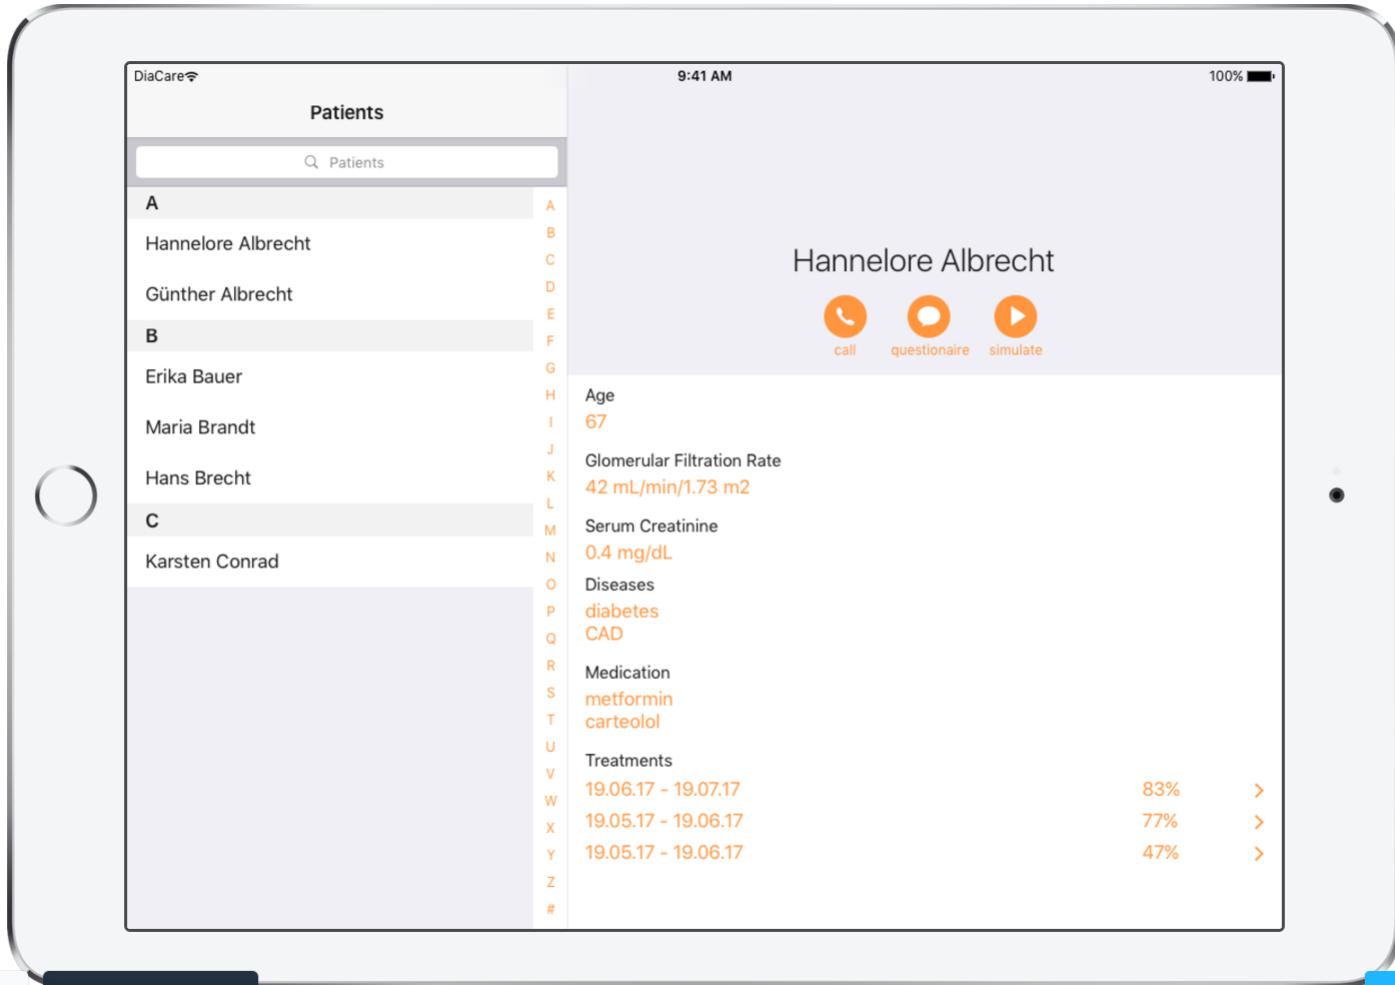 DiaCare
9:41 AM
100%
Patients
Patients
A
Hannelore Albrecht
Günther Albrecht
B
Erika Bauer
Maria Brandt
Hans Brecht
C
Karsten Conrad
A
B
C
D
E
F
G
H
I
J
K
L
M
N
O
P
Q
R
S
T
U
V
W
X
Y
Z
#
Hannelore Albrecht
call questionaire simulate
Age
67
Glomerular Filtration Rate
42 mL/min/1.73 m2
Serum Creatinine
0.4 mg/dL
Diseases
diabetes
CAD
Medication
metformin
carteolol
Treatments
19.06.17 - 19.07.17 83%
19.05.17 - 19.06.17 77%
19.05.17 - 19.06.17 47%